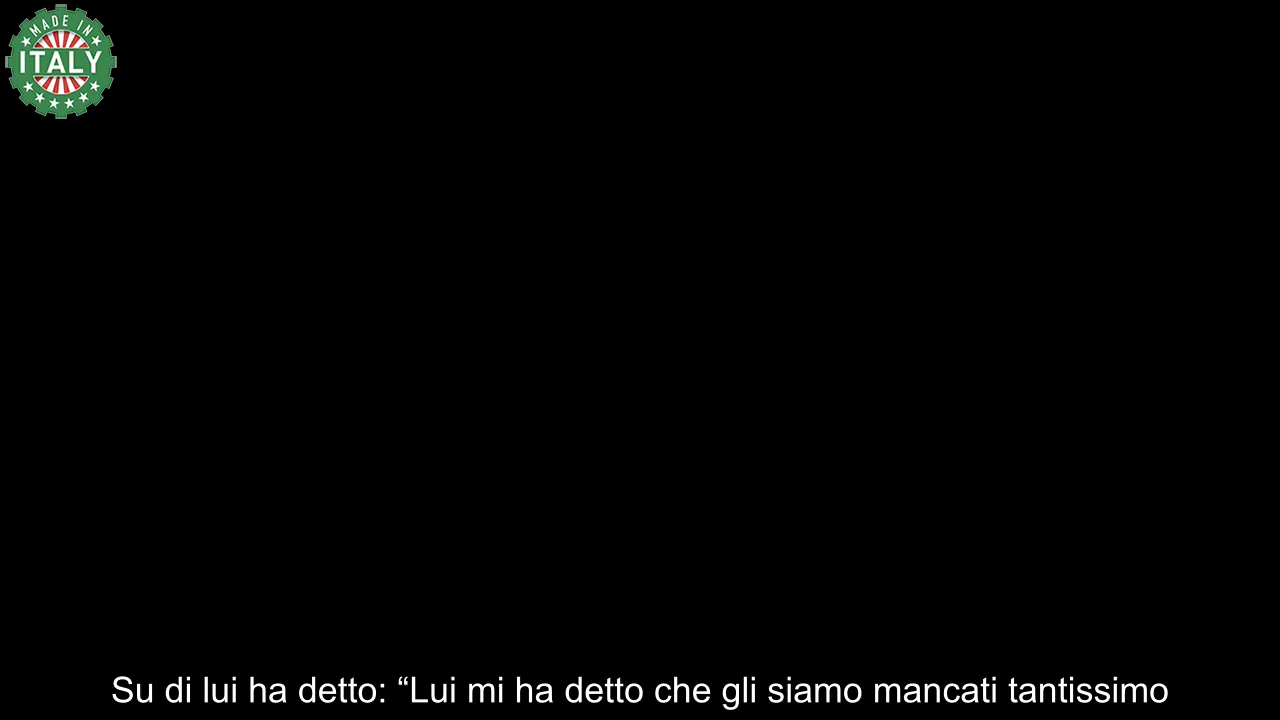 MADE IN
ITALY
Su di lui ha detto: “Lui mi ha detto che gli siamo mancati tantissimo